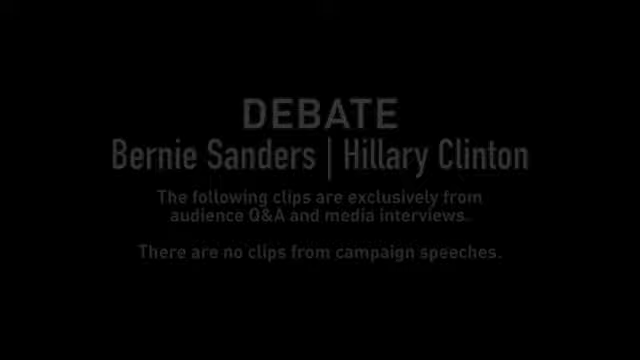 DEBATE
Bernie Sanders | Hillary Clinton
The following clips are exclusively from
audience Q&A and media interviews.
There are no clips from campaign speeches.